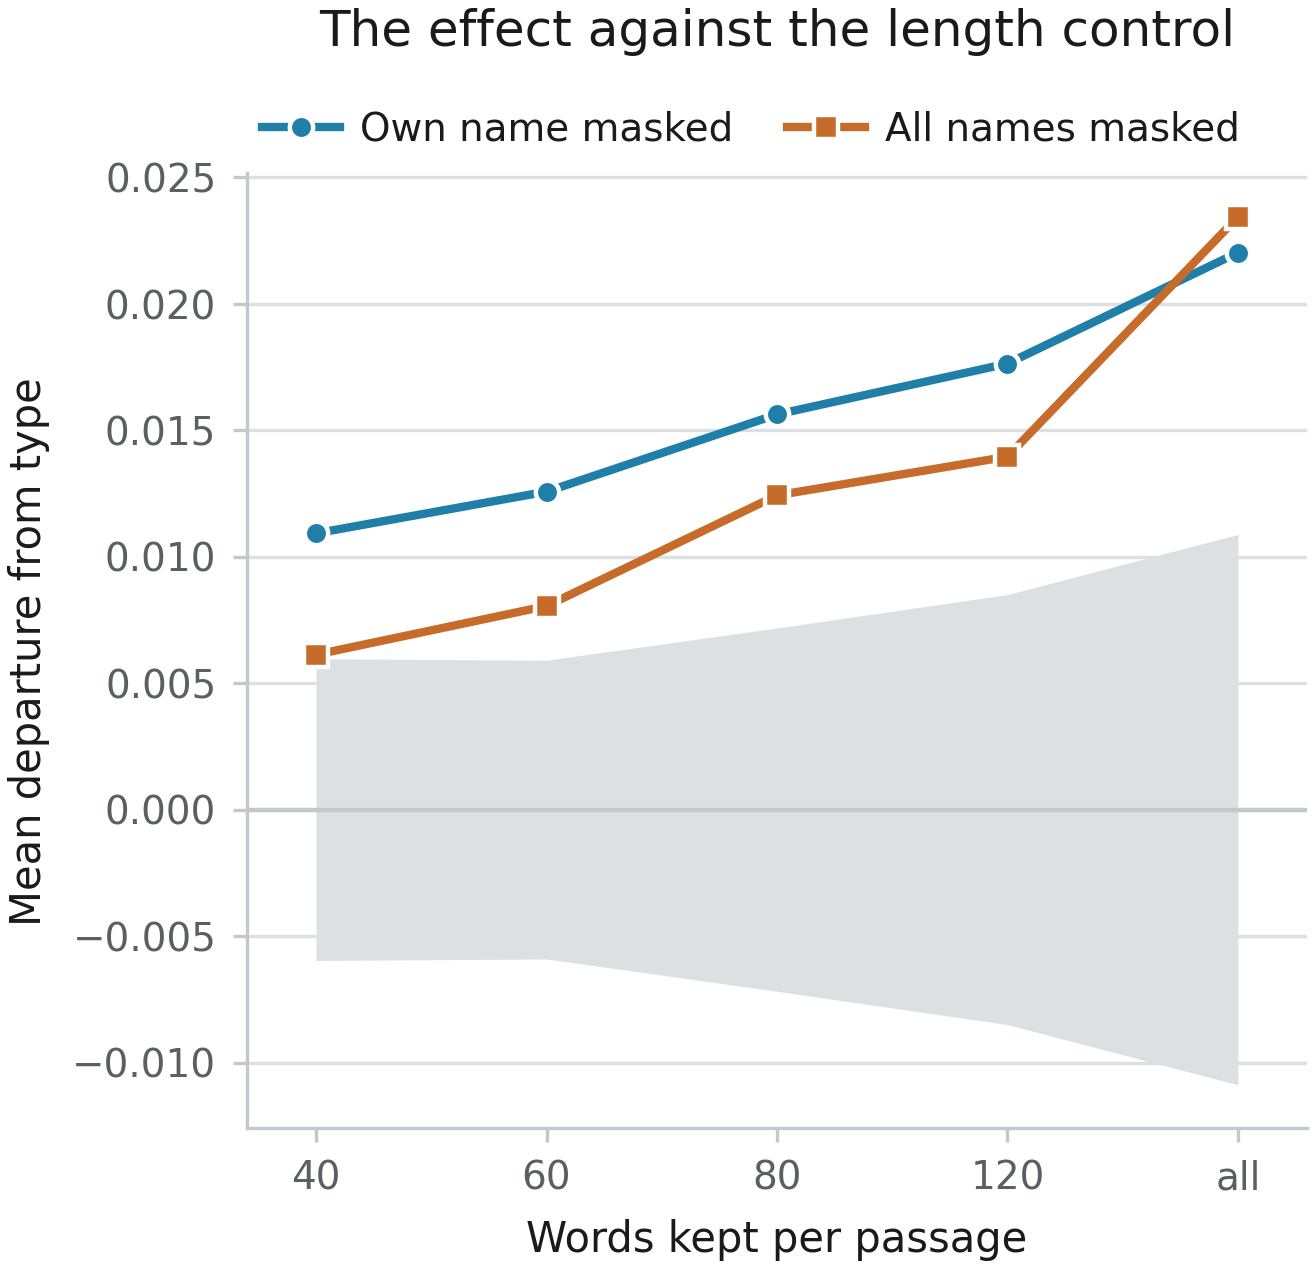 The effect against the length control
Own name masked
All names masked
0.025
0.020
0.015
0.010
0.005
0.000
−0.005
−0.010
Mean departure from type
40
60
80
120
all
Words kept per passage